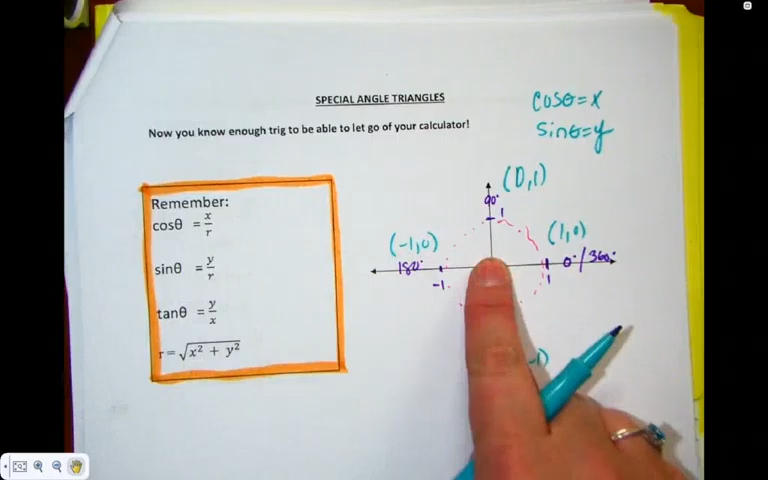 SPECIAL ANGLE TRIANGLES
Now you know enough trig to be able to let go of your calculator!
cosθ = x
sinθ = y
Remember:
cosθ = x/r
sinθ = y/r
tanθ = y/x
r = √x² + y²
(0,1)
90°
1
(-1,0)
(1,0)
180°
0°/360°
-1
1
-1)